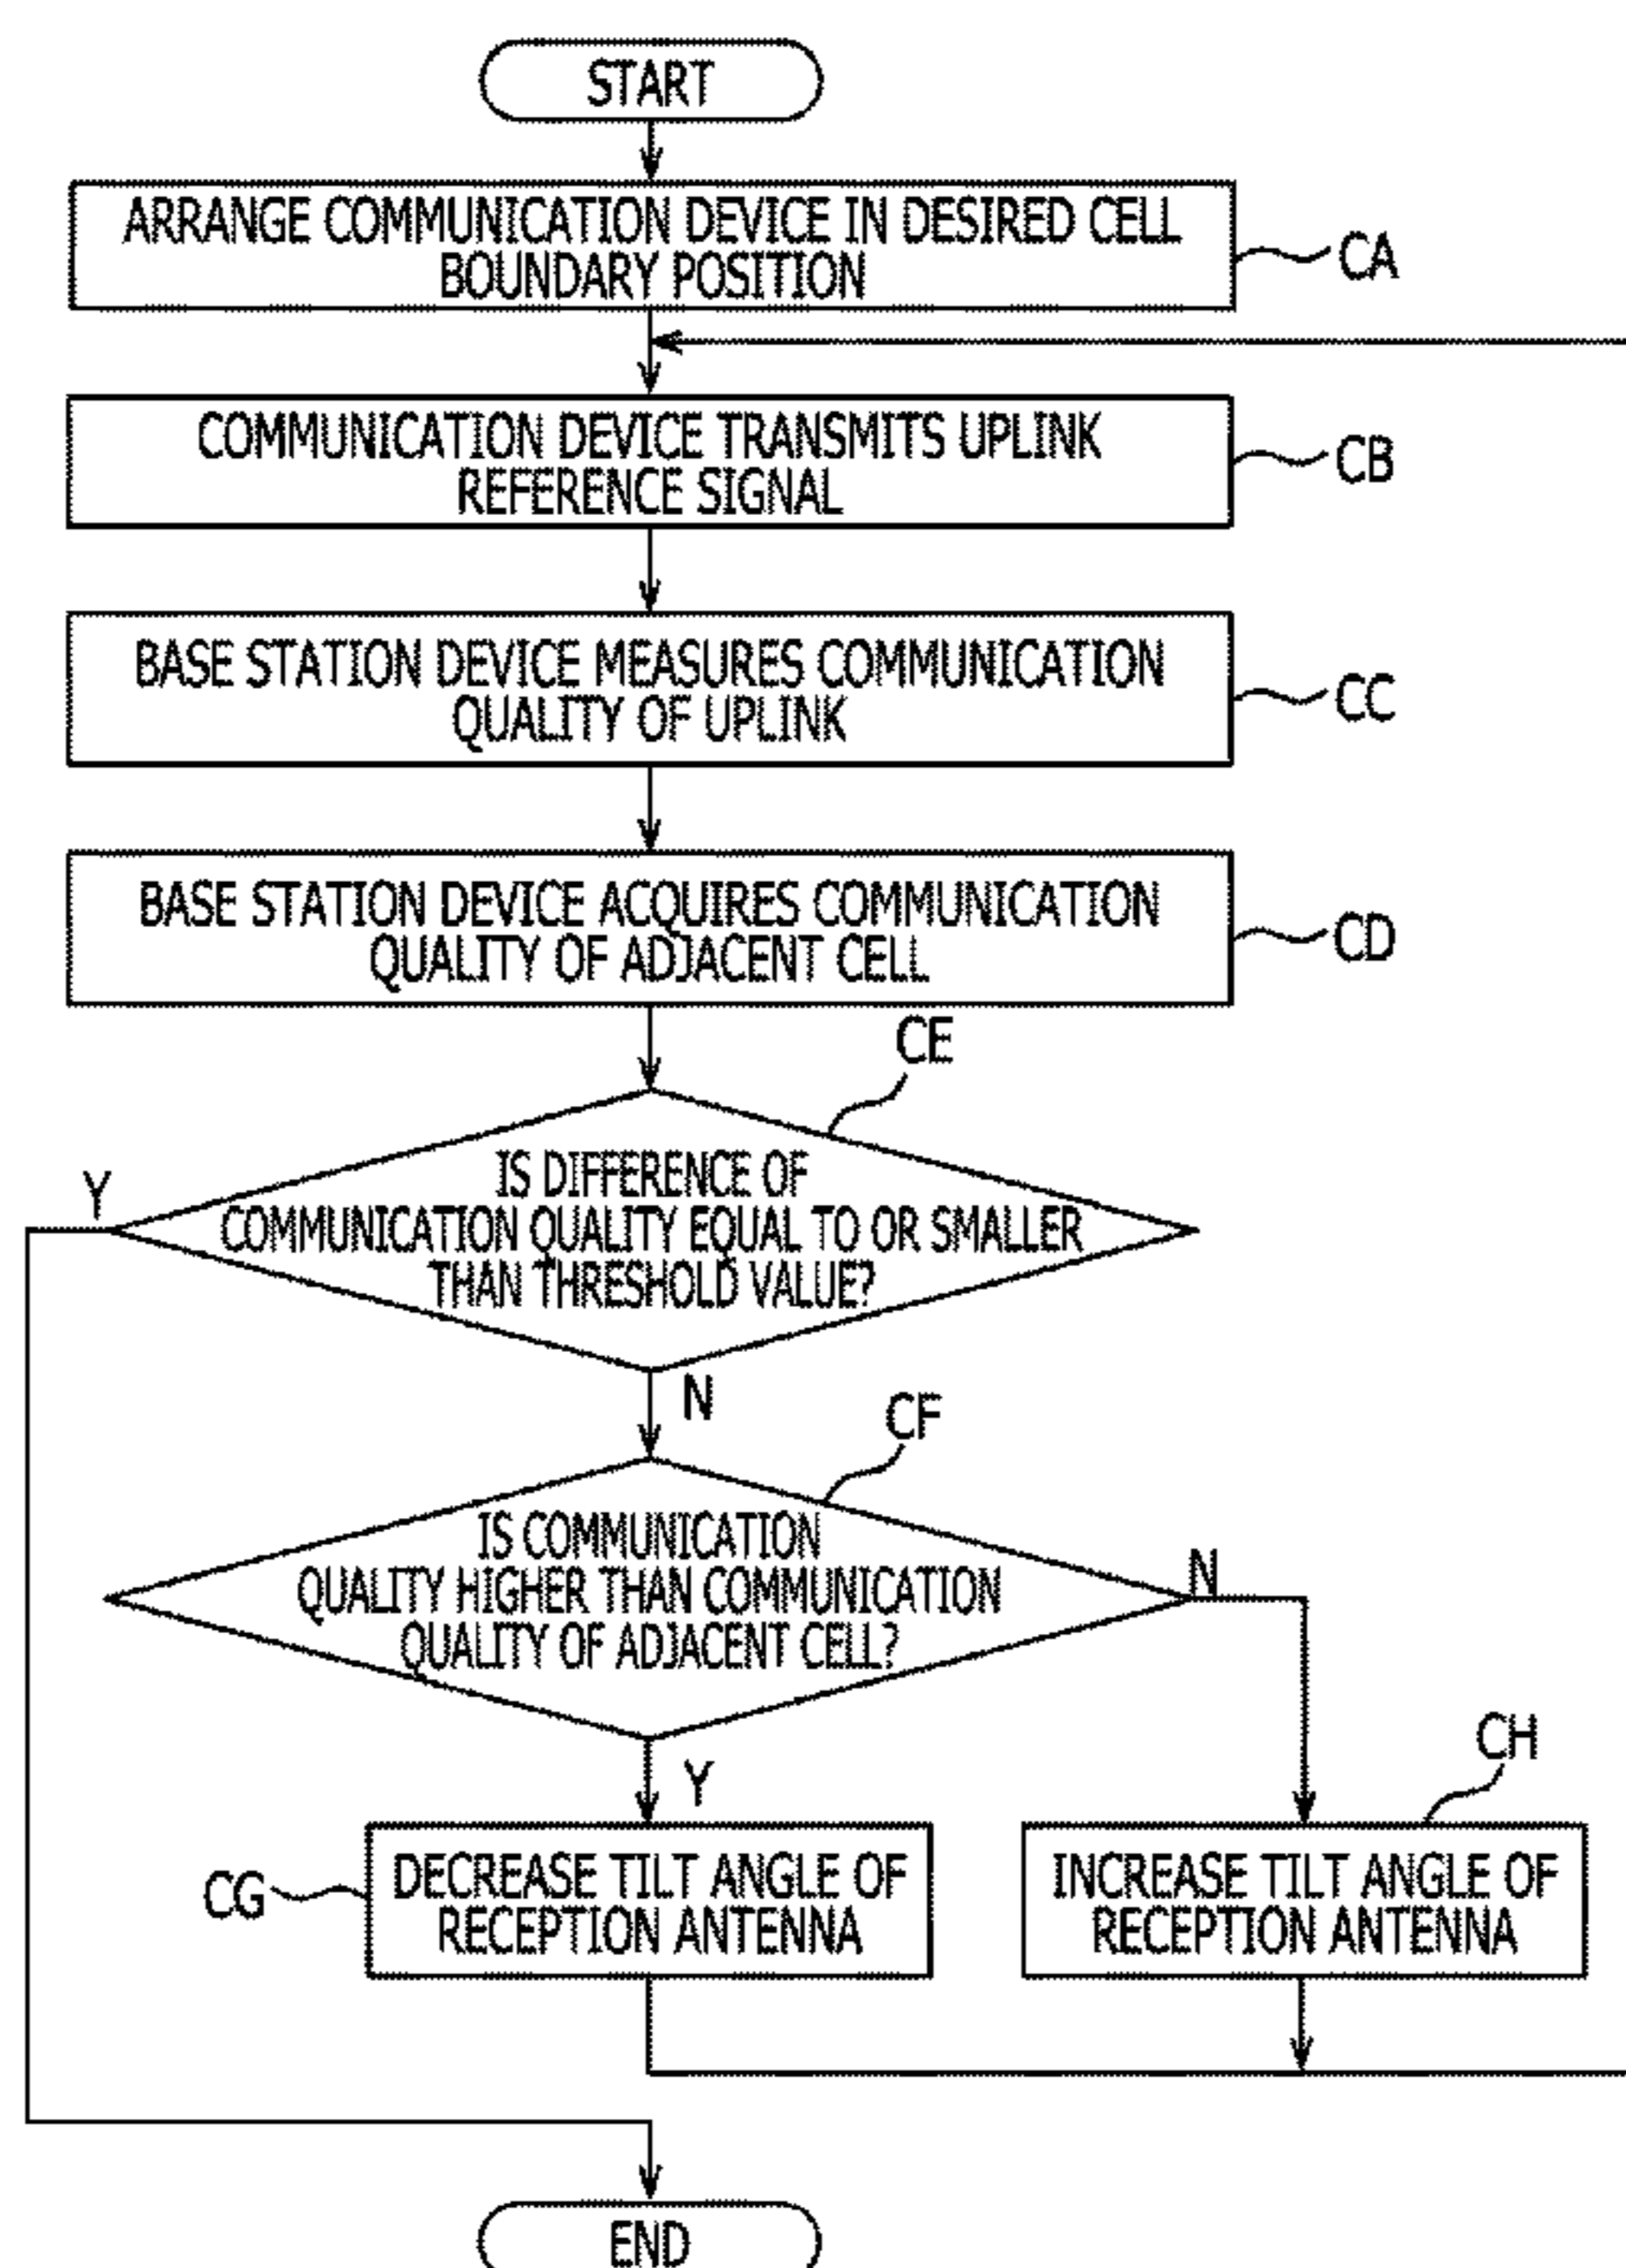 START
ARRANGE COMMUNICATION DEVICE IN DESIRED CELL
BOUNDARY POSITION
CA
COMMUNICATION DEVICE TRANSMITS UPLINK
REFERENCE SIGNAL
CB
BASE STATION DEVICE MEASURES COMMUNICATION
QUALITY OF UPLINK
CC
BASE STATION DEVICE ACQUIRES COMMUNICATION
QUALITY OF ADJACENT CELL
CD
CE
Y
IS DIFFERENCE OF
COMMUNICATION QUALITY EQUAL TO OR SMALLER
THAN THRESHOLD VALUE?
N
CF
IS COMMUNICATION
QUALITY HIGHER THAN COMMUNICATION
QUALITY OF ADJACENT CELL?
N
Y
CH
CG
DECREASE TILT ANGLE OF
RECEPTION ANTENNA
INCREASE TILT ANGLE OF
RECEPTION ANTENNA
END